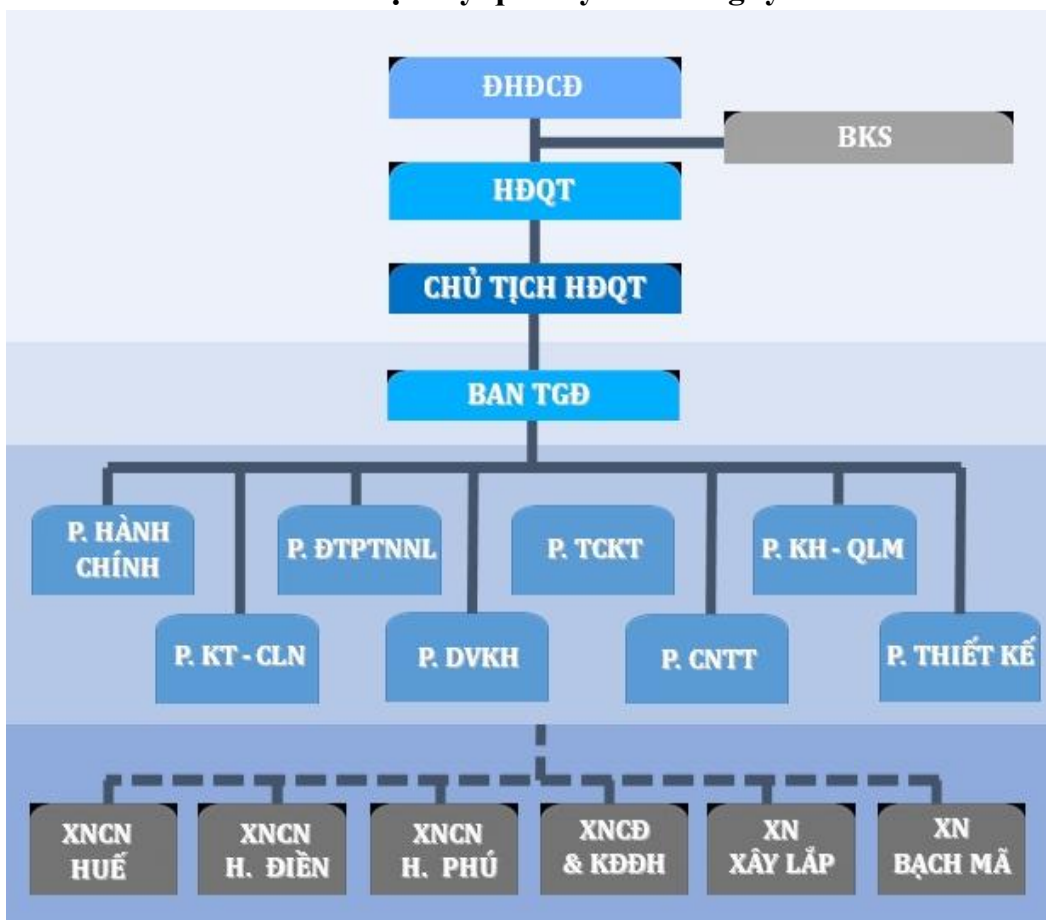 ĐHĐCĐ
BKS
HĐQT
CHỦ TỊCH HĐQT
BAN TGĐ
P. HÀNH
CHÍNH
P. ĐTPTNNL
P. TCKT
P. KH - QLM
P. KT - CLN
P. DVKH
P. CNTT
P. THIẾT KẾ
XNCN
HUẾ
XNCN
H. ĐIỀN
XNCN
H. PHÚ
XNCĐ
& KĐĐH
XN
XÂY LẮP
XN
BẠCH MÃ